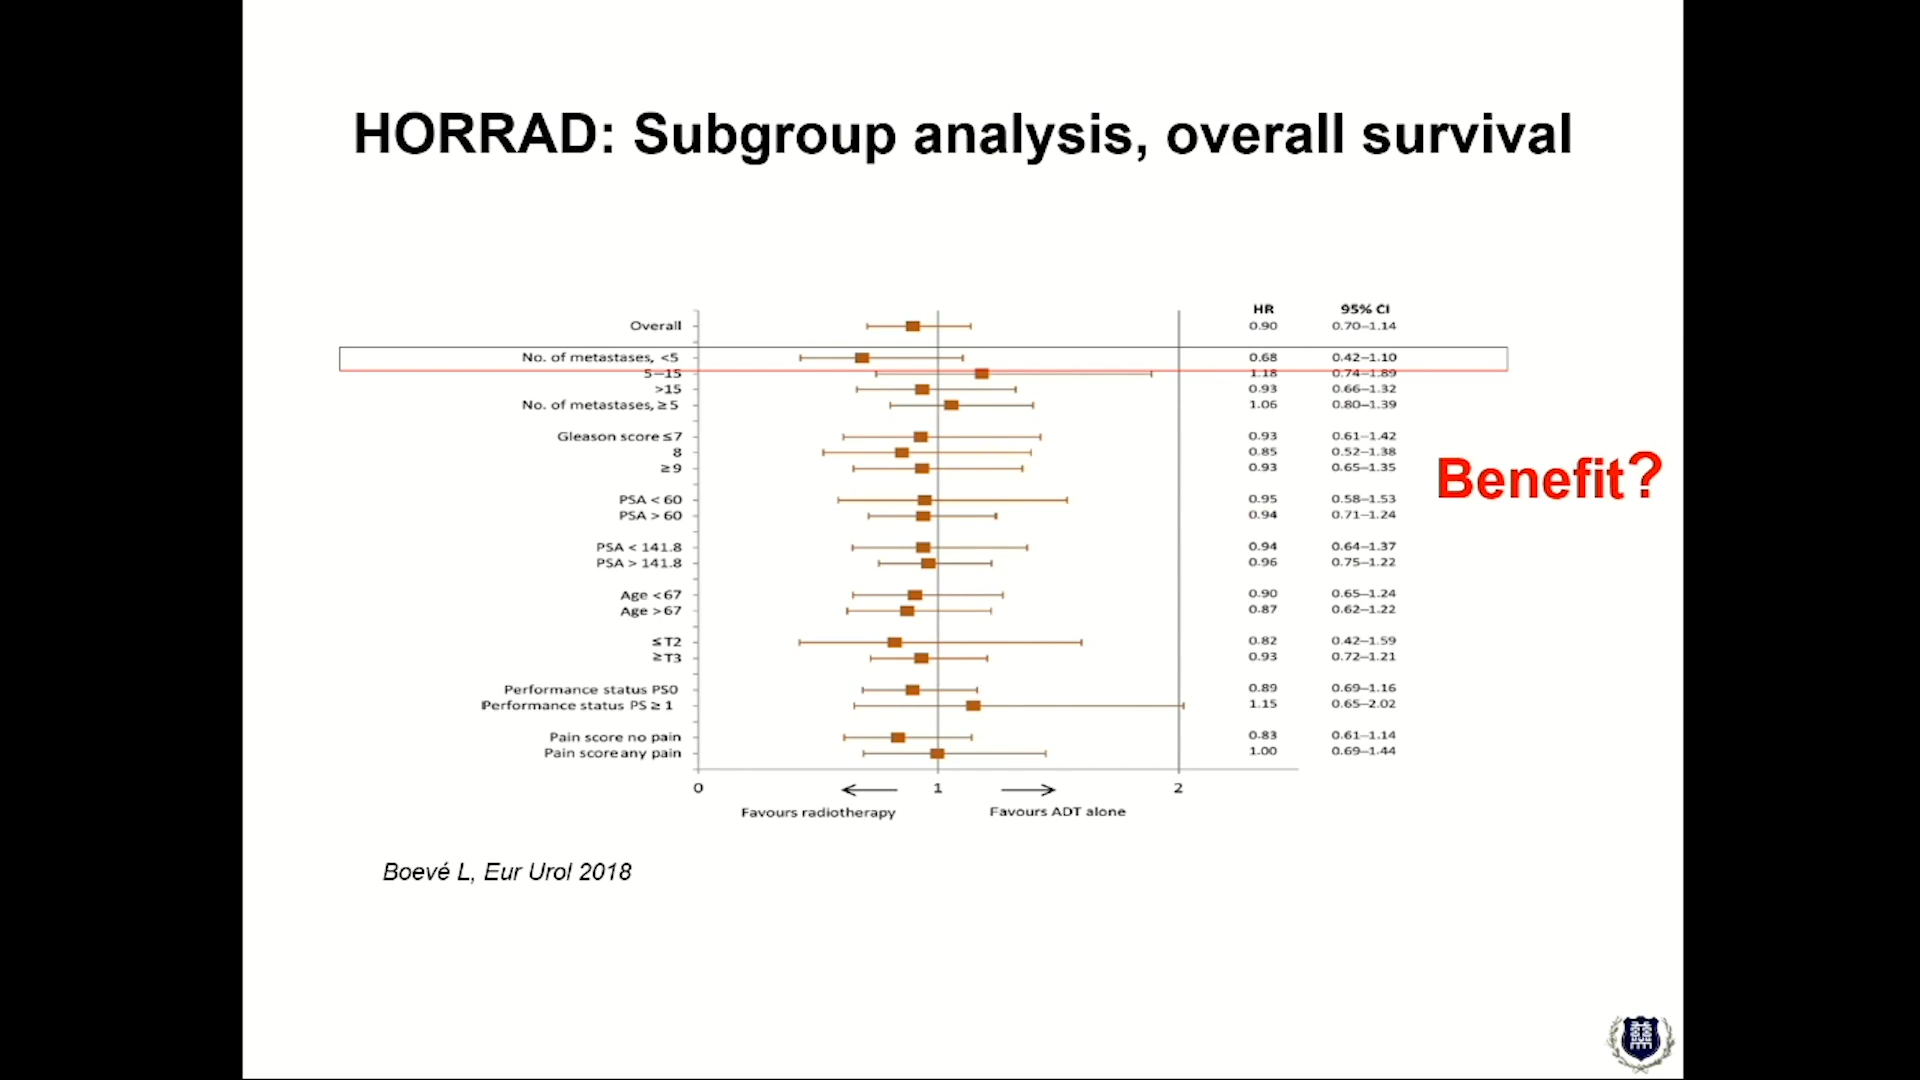 HORRAD: Subgroup analysis, overall survival
HR 95% CI
Overall 0.90 0.70–1.14
No. of metastases, <5 0.68 0.42–1.10
5–15 1.18 0.74–1.89
>15 0.93 0.66–1.32
No. of metastases, ≥5 1.06 0.80–1.39
Gleason score ≤7 0.93 0.61–1.42
8 0.85 0.52–1.38
≥9 0.93 0.65–1.35
Benefit?
PSA < 60 0.95 0.58–1.53
PSA > 60 0.94 0.71–1.24
PSA < 141.8 0.94 0.64–1.37
PSA > 141.8 0.96 0.75–1.22
Age <67 0.90 0.65–1.24
Age >67 0.87 0.62–1.22
≤T2 0.82 0.42–1.59
≥T3 0.93 0.72–1.21
Performance status PS0 0.89 0.69–1.16
Performance status PS ≥ 1 1.15 0.65–2.02
Pain score no pain 0.83 0.61–1.14
Pain score any pain 1.00 0.69–1.44
0 1 2
Favours radiotherapy Favours ADT alone
Boevé L, Eur Urol 2018